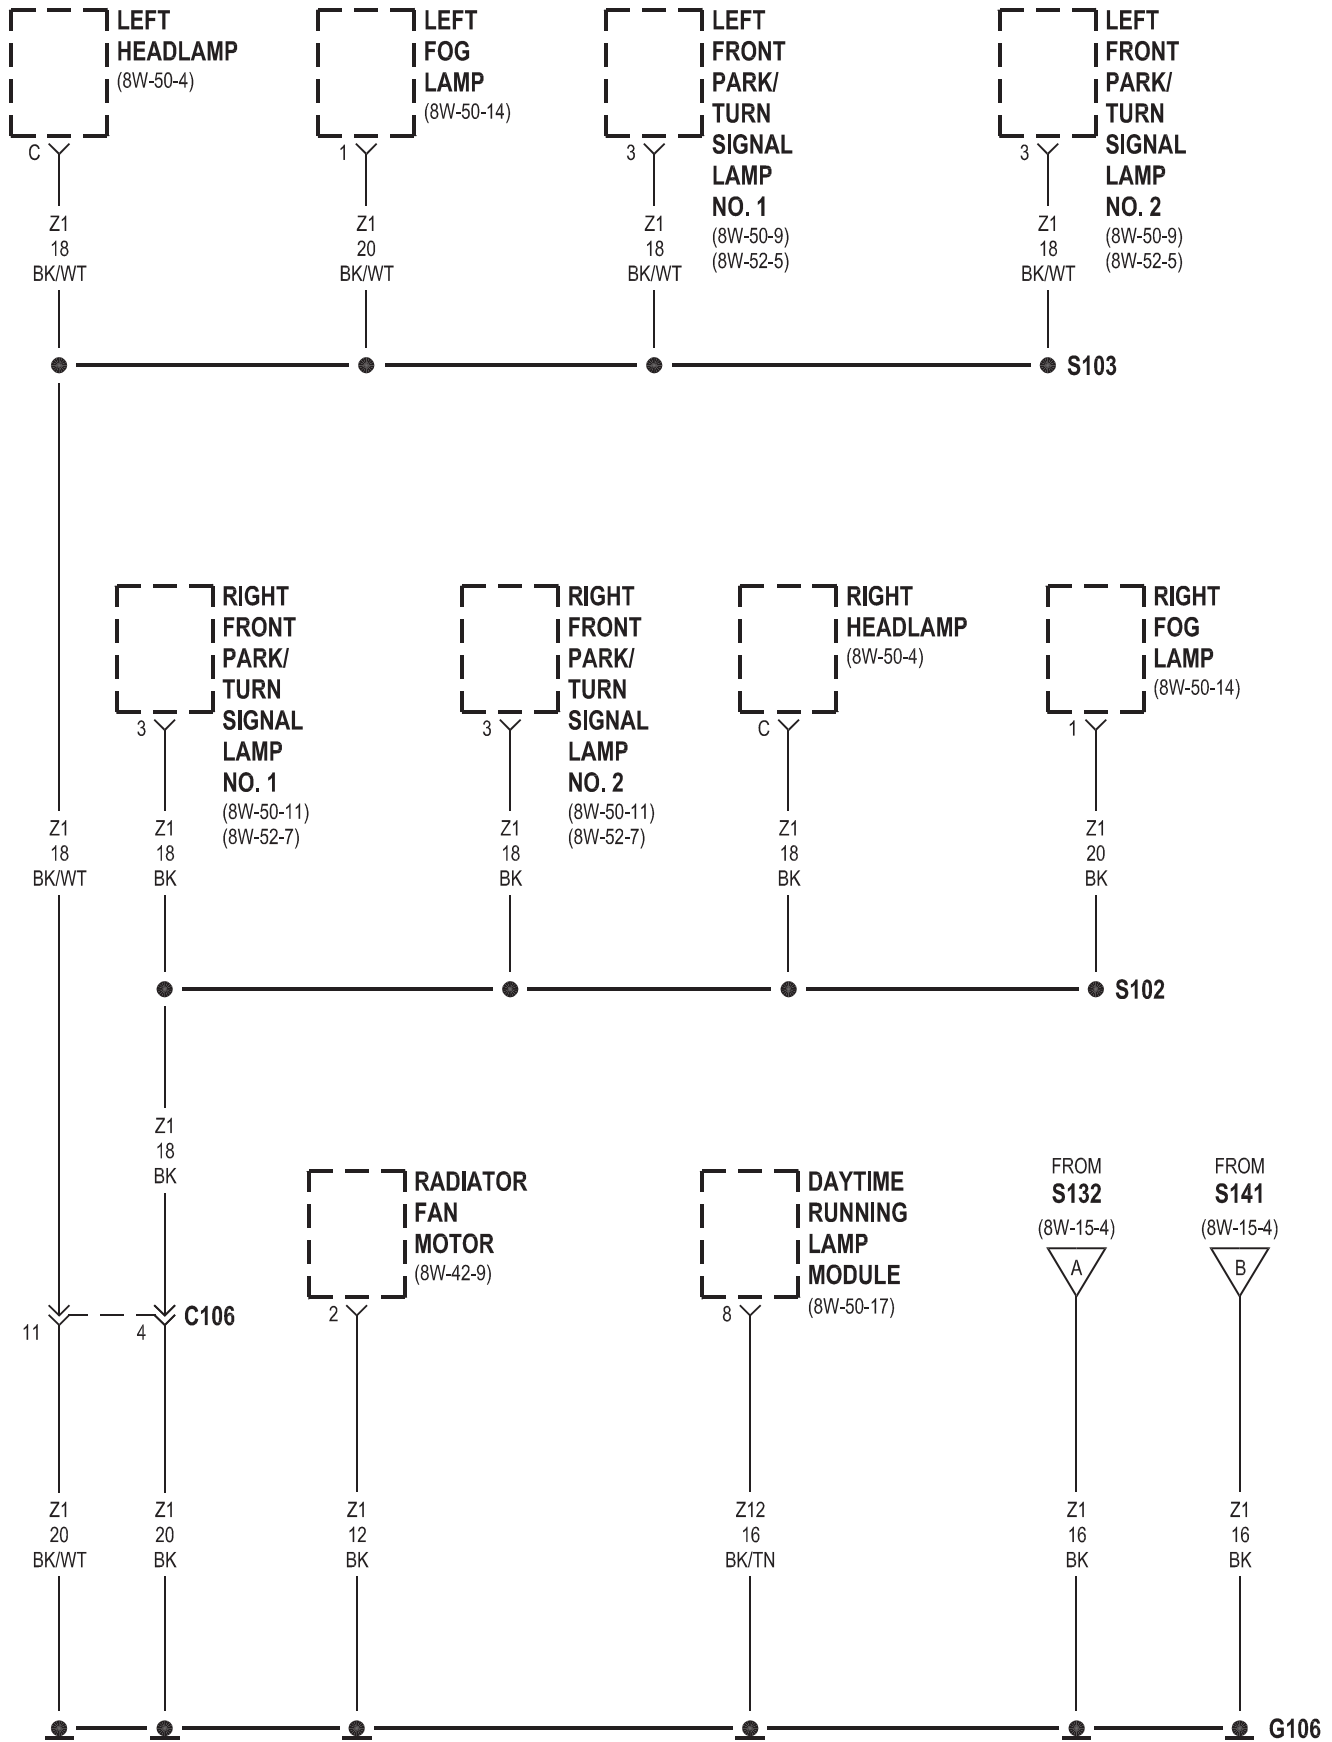 LEFT
HEADLAMP
(8W-50-4)
C
Z1
18
BK/WT
LEFT
FOG
LAMP
(8W-50-14)
1
Z1
20
BK/WT
LEFT
FRONT
PARK/
TURN
SIGNAL
LAMP
NO. 1
(8W-50-9)
(8W-52-5)
3
Z1
18
BK/WT
LEFT
FRONT
PARK/
TURN
SIGNAL
LAMP
NO. 2
(8W-50-9)
(8W-52-5)
3
Z1
18
BK/WT
S103
Z1
18
BK/WT
RIGHT
FRONT
PARK/
TURN
SIGNAL
LAMP
NO. 1
(8W-50-11)
(8W-52-7)
3
Z1
18
BK
RIGHT
FRONT
PARK/
TURN
SIGNAL
LAMP
NO. 2
(8W-50-11)
(8W-52-7)
3
Z1
18
BK
RIGHT
HEADLAMP
(8W-50-4)
C
Z1
18
BK
RIGHT
FOG
LAMP
(8W-50-14)
1
Z1
20
BK
S102
Z1
18
BK
11
4
C106
Z1
20
BK/WT
Z1
20
BK
RADIATOR
FAN
MOTOR
(8W-42-9)
2
Z1
12
BK
DAYTIME
RUNNING
LAMP
MODULE
(8W-50-17)
8
Z12
16
BK/TN
FROM
S132
(8W-15-4)
A
Z1
16
BK
FROM
S141
(8W-15-4)
B
Z1
16
BK
G106